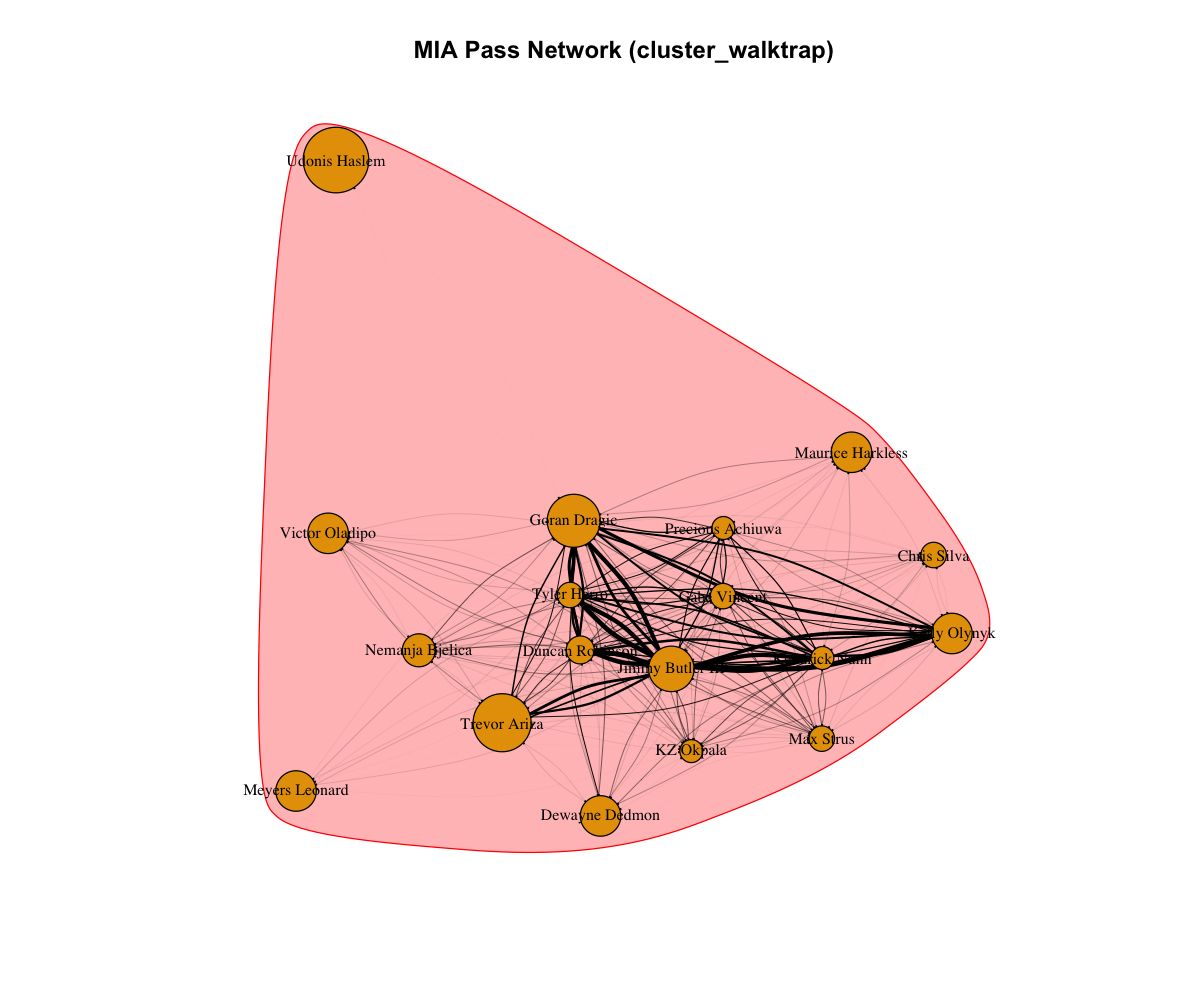 MIA Pass Network (cluster_walktrap)
Udonis Haslem
Maurice Harkless
Goran Dragic
Precious Achiuwa
Victor Oladipo
Chris Silva
Tyler Herro
Gabe Vincent
Kelly Olynyk
Nemanja Bjelica
Duncan Robinson
Jimmy Butler
Trevor Ariza
Max Strus
KZ Okpala
Meyers Leonard
Dewayne Dedmon